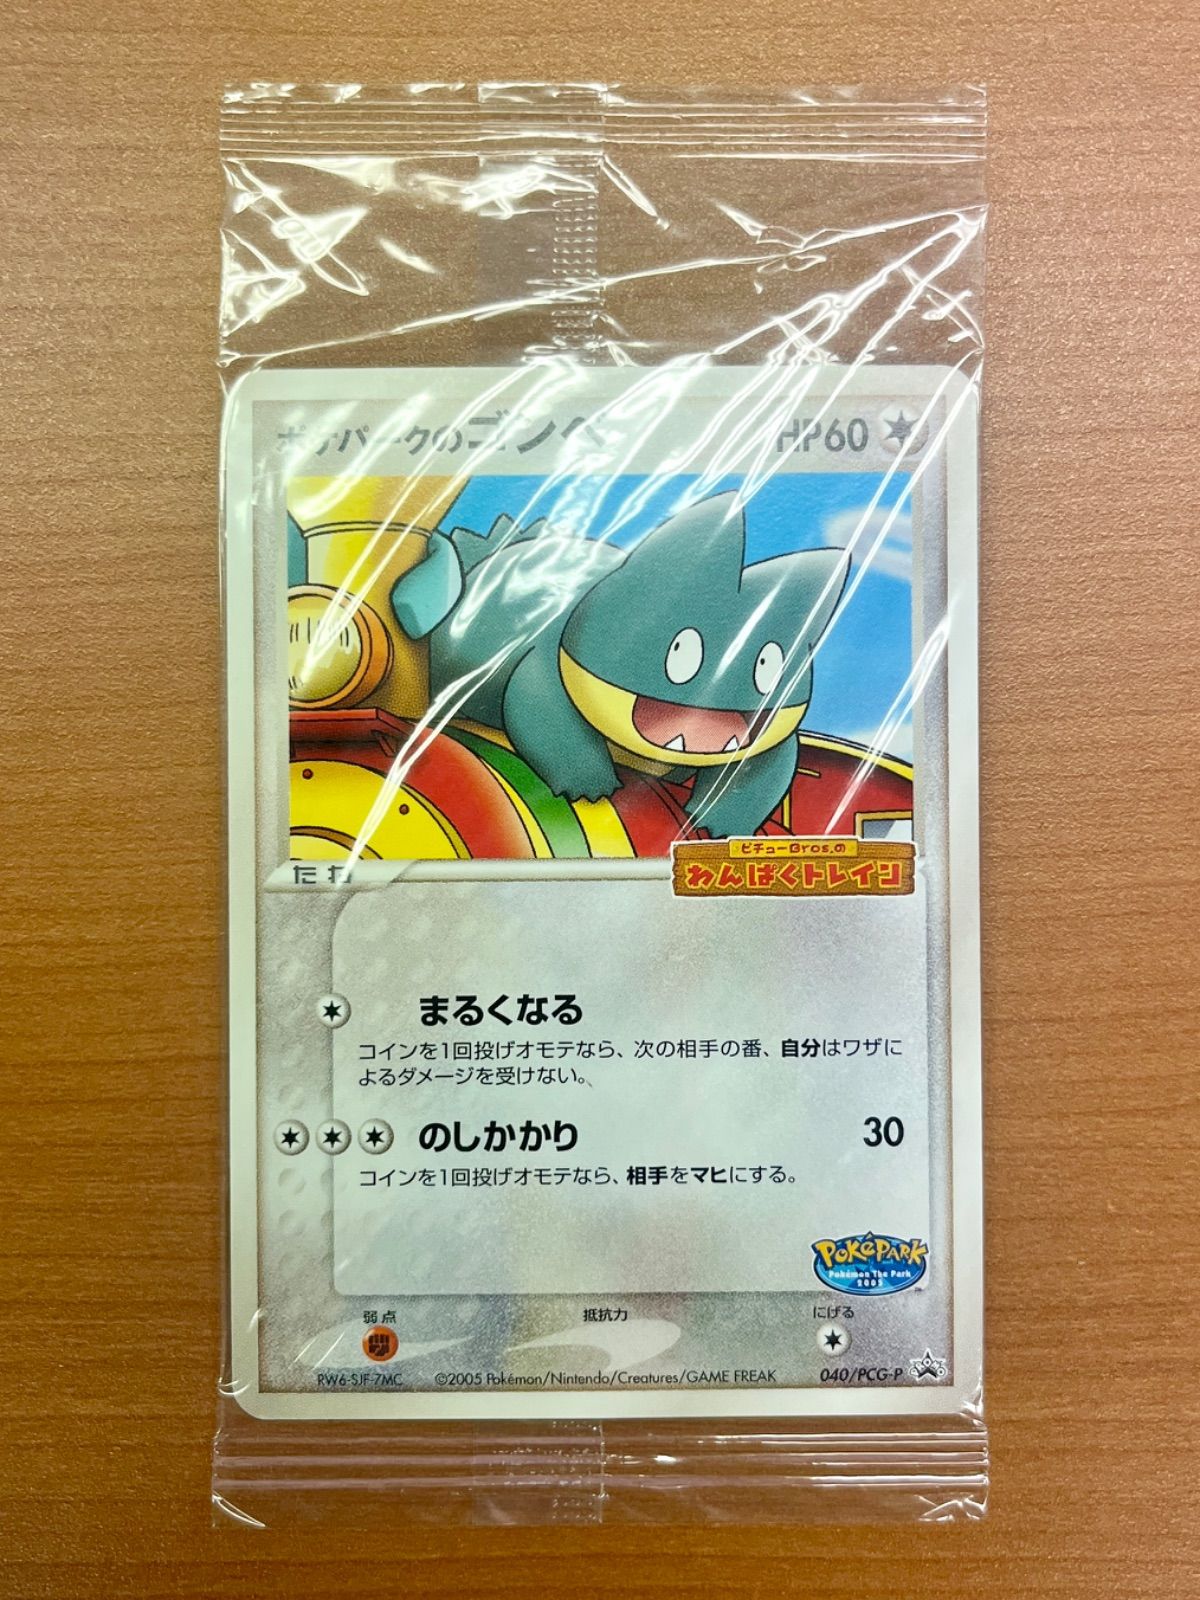 ポケパークのゴンベ HP60
ピチューBros.の
わんぱくトレイン
たね
まるくなる
コインを1回投げオモテなら、次の相手の番、自分はワザに
よるダメージを受けない。
のしかかり 30
コインを1回投げオモテなら、相手をマヒにする。
POKéPARK
Pokémon The Park
2005
弱点 抵抗力 にげる
RW6-SJF-7MC ©2005 Pokémon/Nintendo/Creatures/GAME FREAK 040/PCG-P